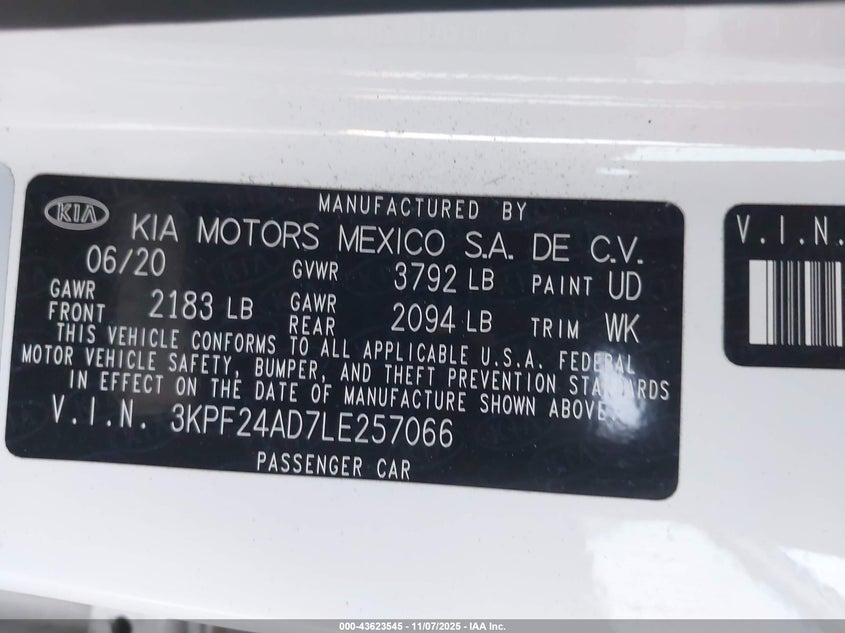 MANUFACTURED BY
KIA
KIA MOTORS MEXICO S.A. DE C.V.
06/20 GVWR 3792 LB PAINT UD
GAWR FRONT 2183 LB GAWR REAR 2094 LB TRIM WK
THIS VEHICLE CONFORMS TO ALL APPLICABLE U.S.A. FEDERAL
MOTOR VEHICLE SAFETY, BUMPER, AND THEFT PREVENTION STANDARDS
IN EFFECT ON THE DATE OF MANUFACTURE SHOWN ABOVE.
V.I.N. 3KPF24AD7LE257066
PASSENGER CAR
V.I.N.
000-43623545 - 11/07/2025 - IAA Inc.